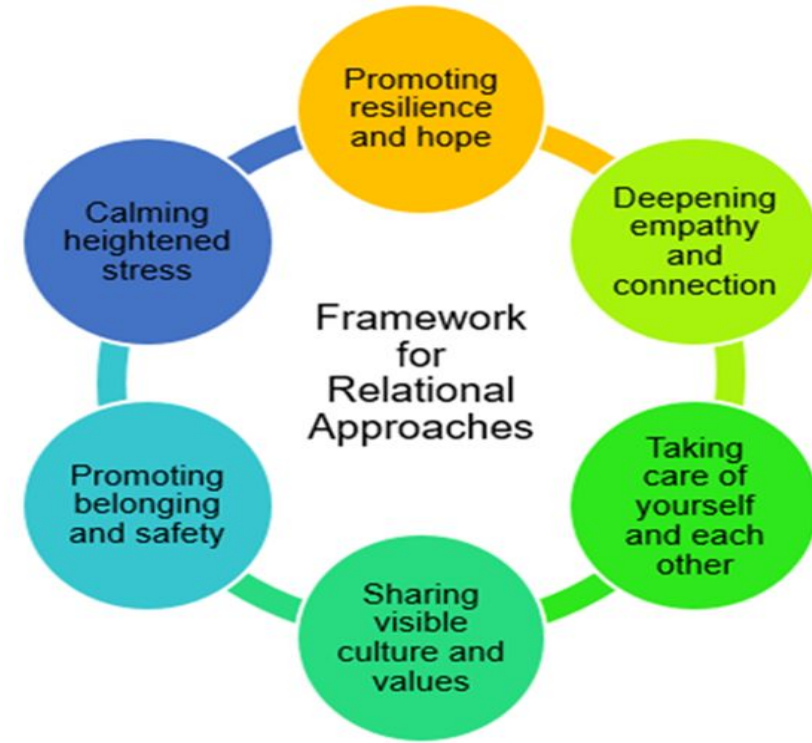 Promoting
resilience
and hope
Deepening
empathy
and
connection
Taking
care of
yourself
and each
other
Sharing
visible
culture and
values
Promoting
belonging
and safety
Calming
heightened
stress
Framework
for
Relational
Approaches